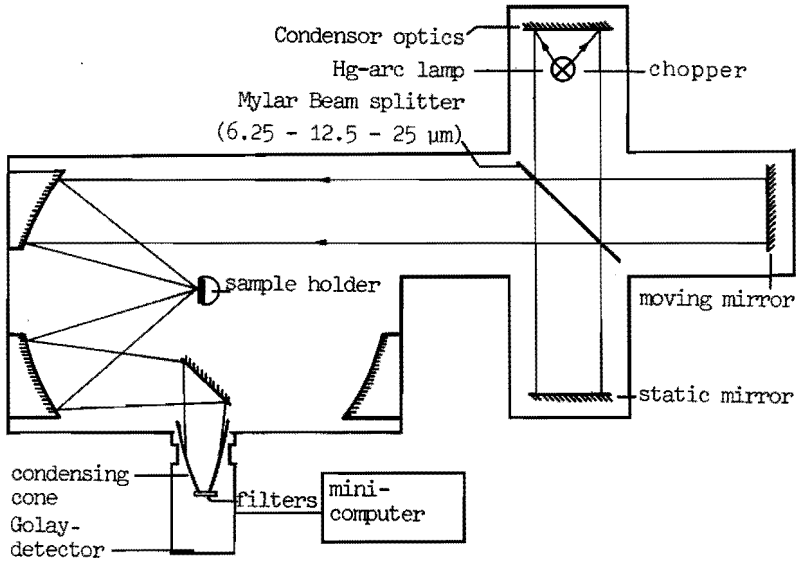 Condensor optics
Hg-arc lamp
chopper
Mylar Beam splitter
(6.25 - 12.5 - 25 μm)
sample holder
moving mirror
static mirror
condensing
cone
filters
mini-
computer
Golay-
detector